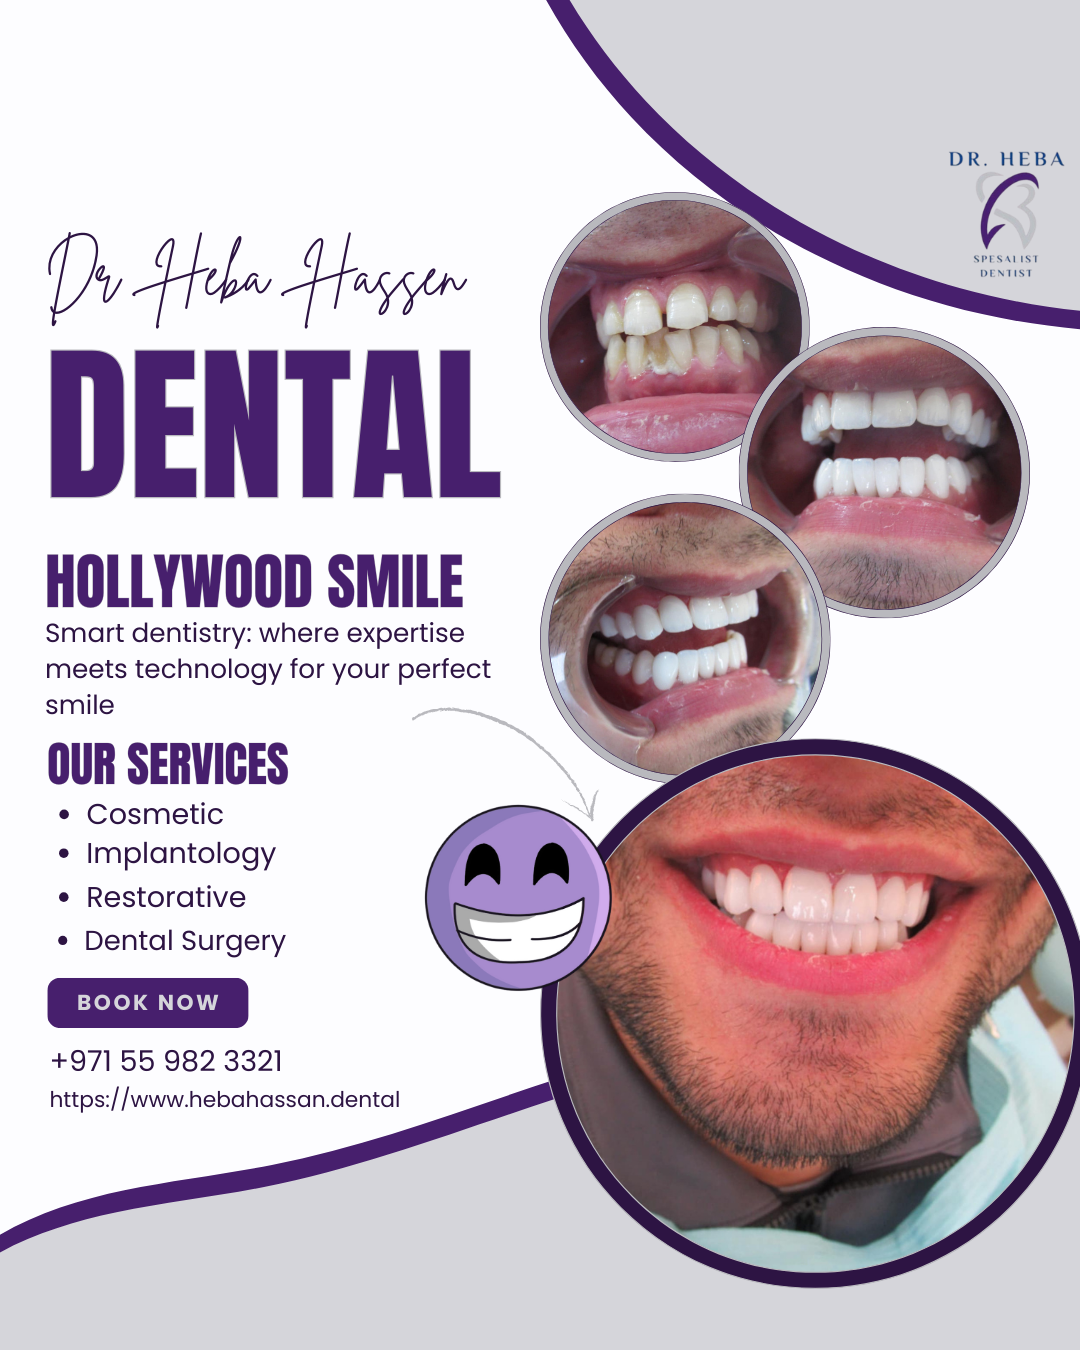 DR. HEBA
SPESALIST
DENTIST
Dr Heba Hassen
DENTAL
HOLLYWOOD SMILE
Smart dentistry: where expertise
meets technology for your perfect
smile
OUR SERVICES
• Cosmetic
• Implantology
• Restorative
• Dental Surgery
BOOK NOW
+971 55 982 3321
https://www.hebahassan.dental